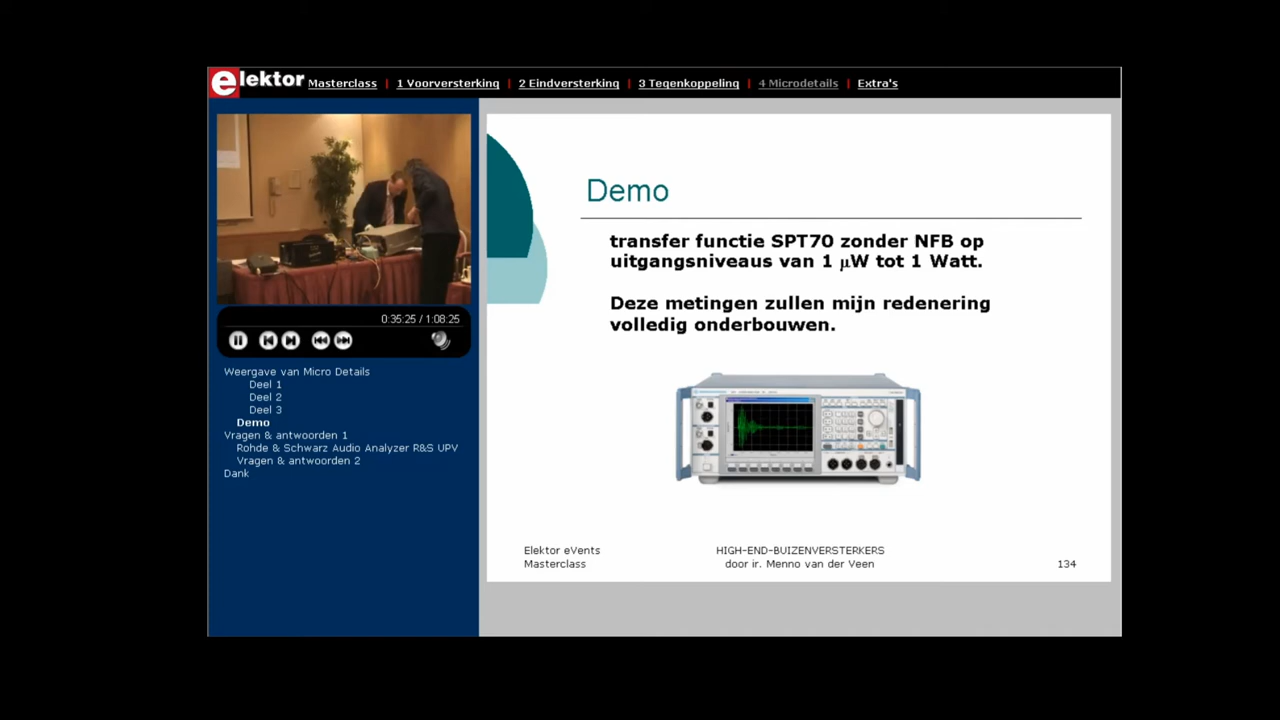 elektor Masterclass | 1 Voorversterking | 2 Eindversterking | 3 Tegenkoppeling | 4 Microdetails | Extra's
0:35:25 / 1:08:25
Weergave van Micro Details
Deel 1
Deel 2
Deel 3
Demo
Vragen & antwoorden 1
Rohde & Schwarz Audio Analyzer R&S UPV
Vragen & antwoorden 2
Dank
Demo
transfer functie SPT70 zonder NFB op
uitgangsniveaus van 1 µW tot 1 Watt.
Deze metingen zullen mijn redenering
volledig onderbouwen.
Elektor eVents
Masterclass
HIGH-END-BUIZENVERSTERKERS
door ir. Menno van der Veen
134